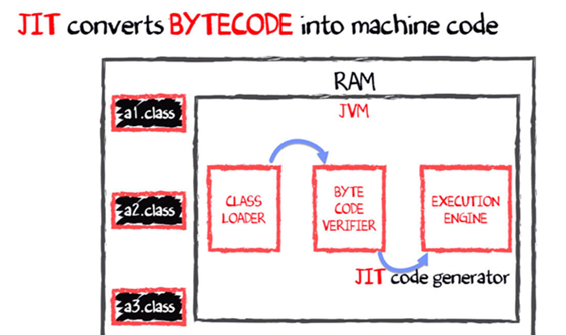 JIT converts BYTECODE into machine code
RAM
a1.class
JVM
CLASS
LOADER
BYTE
CODE
VERIFIER
EXECUTION
ENGINE
a2.class
JIT code generator
a3.class